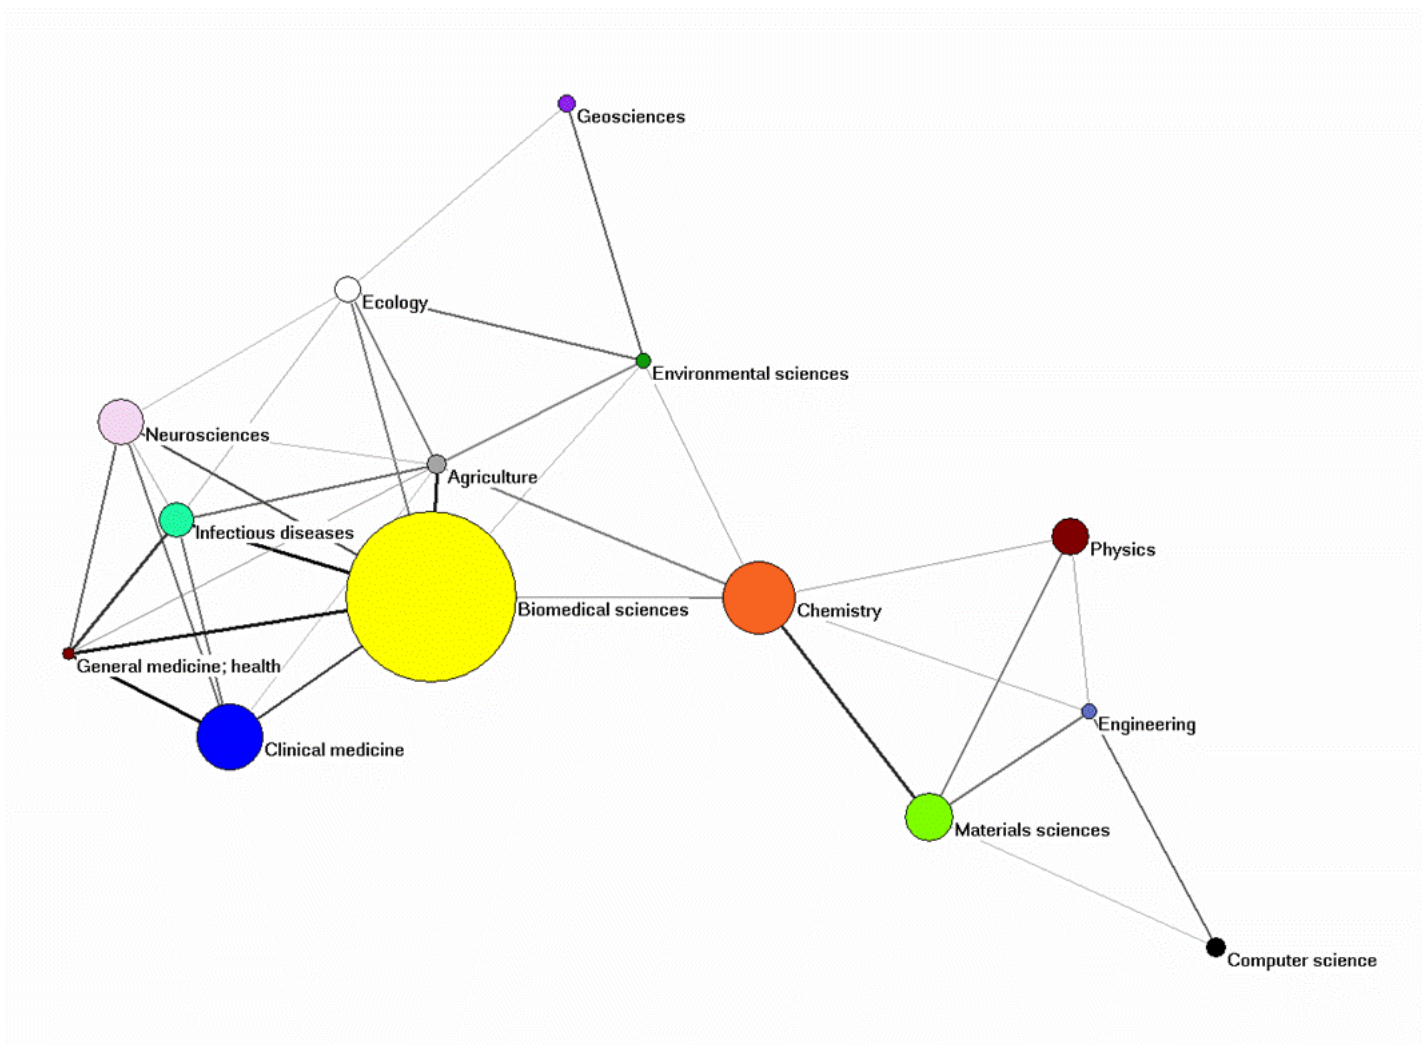 Geosciences
Ecology
Environmental sciences
Neurosciences
Agriculture
Infectious diseases
Physics
Biomedical sciences
Chemistry
General medicine; health
Engineering
Clinical medicine
Materials sciences
Computer science